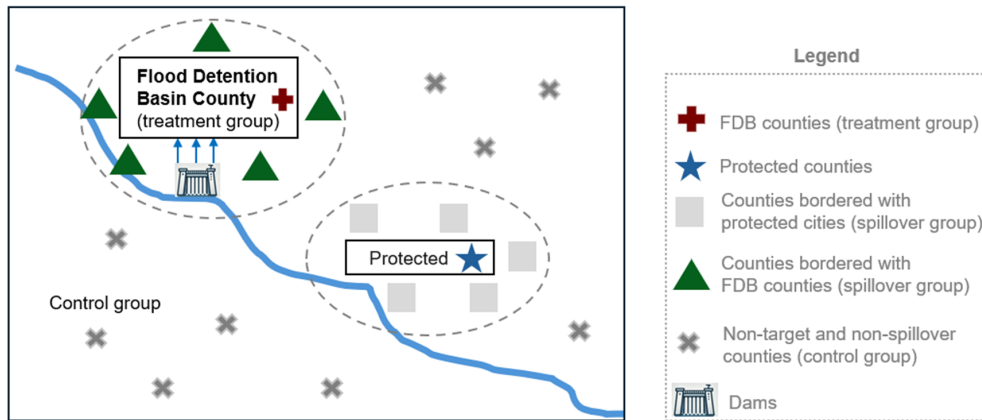 Flood Detention
Basin County
(treatment group)
Protected
Control group
Legend
FDB counties (treatment group)
Protected counties
Counties bordered with
protected cities (spillover group)
Counties bordered with
FDB counties (spillover group)
Non-target and non-spillover
counties (control group)
Dams